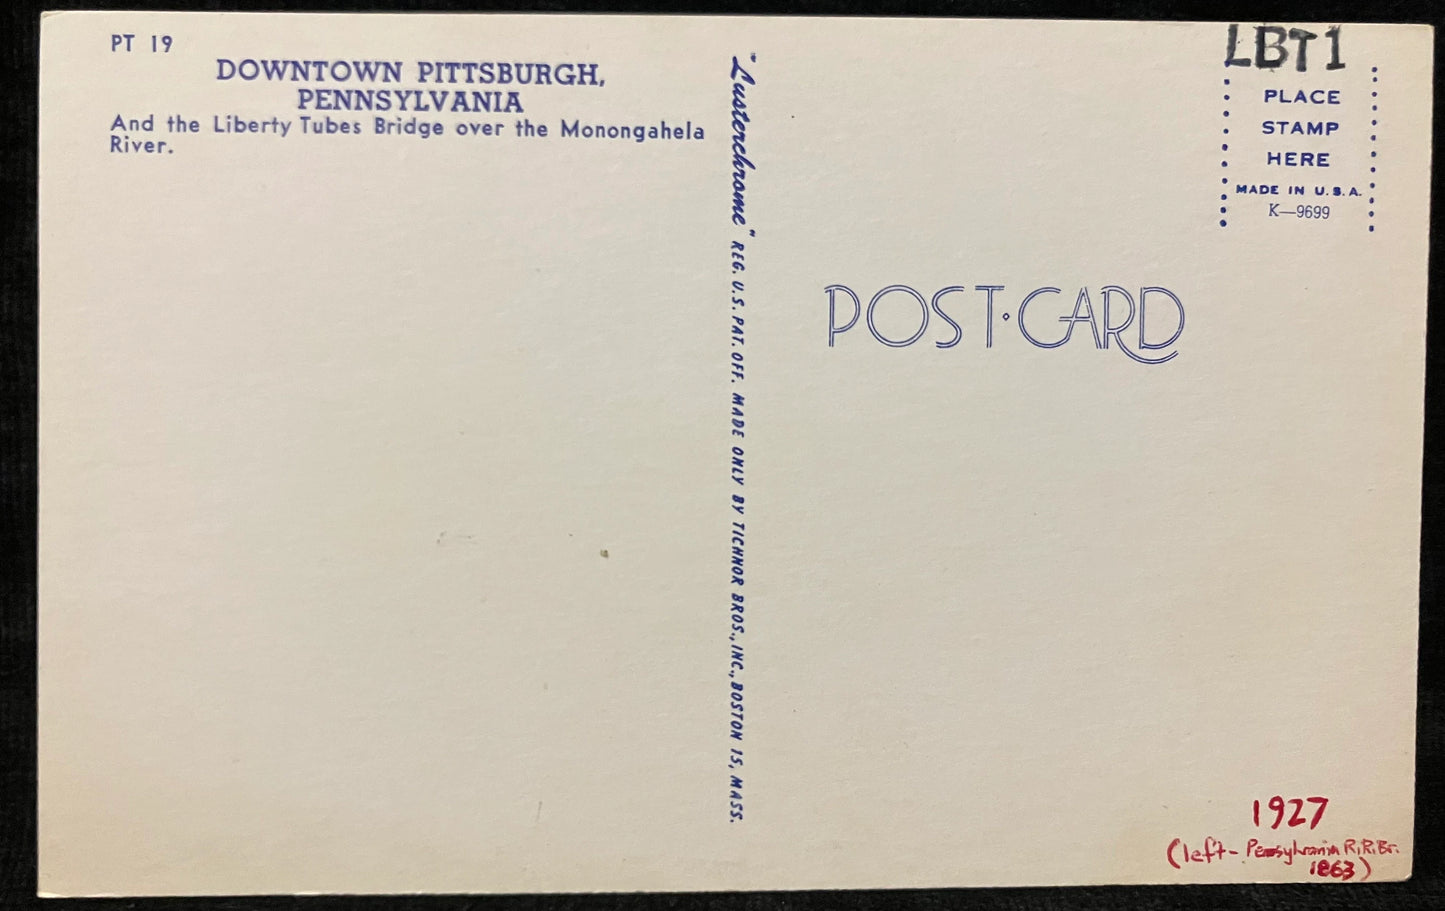 PT 19
DOWNTOWN PITTSBURGH,
PENNSYLVANIA
And the Liberty Tubes Bridge over the Monongahela
River.
"Lusterchrome" REG. U.S. PAT. OFF. MADE ONLY BY TICHNOR BROS., INC., BOSTON 15, MASS.
LBT1
PLACE
STAMP
HERE
MADE IN U.S.A.
K—9699
POST·CARD
1927
(left- Pennsylvania R.R.Br.
1863)